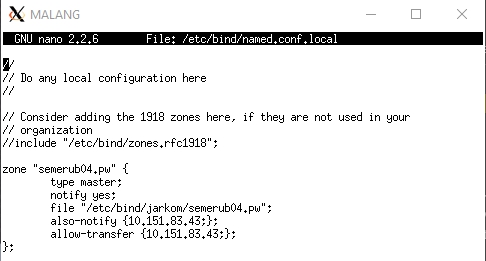 MALANG
GNU nano 2.2.6 File: /etc/bind/named.conf.local
//
// Do any local configuration here
//
// Consider adding the 1918 zones here, if they are not used in your
// organization
//include "/etc/bind/zones.rfc1918";
zone "semerub04.pw" {
type master;
notify yes;
file "/etc/bind/jarkom/semerub04.pw";
also-notify {10.151.83.43;};
allow-transfer {10.151.83.43;};
};